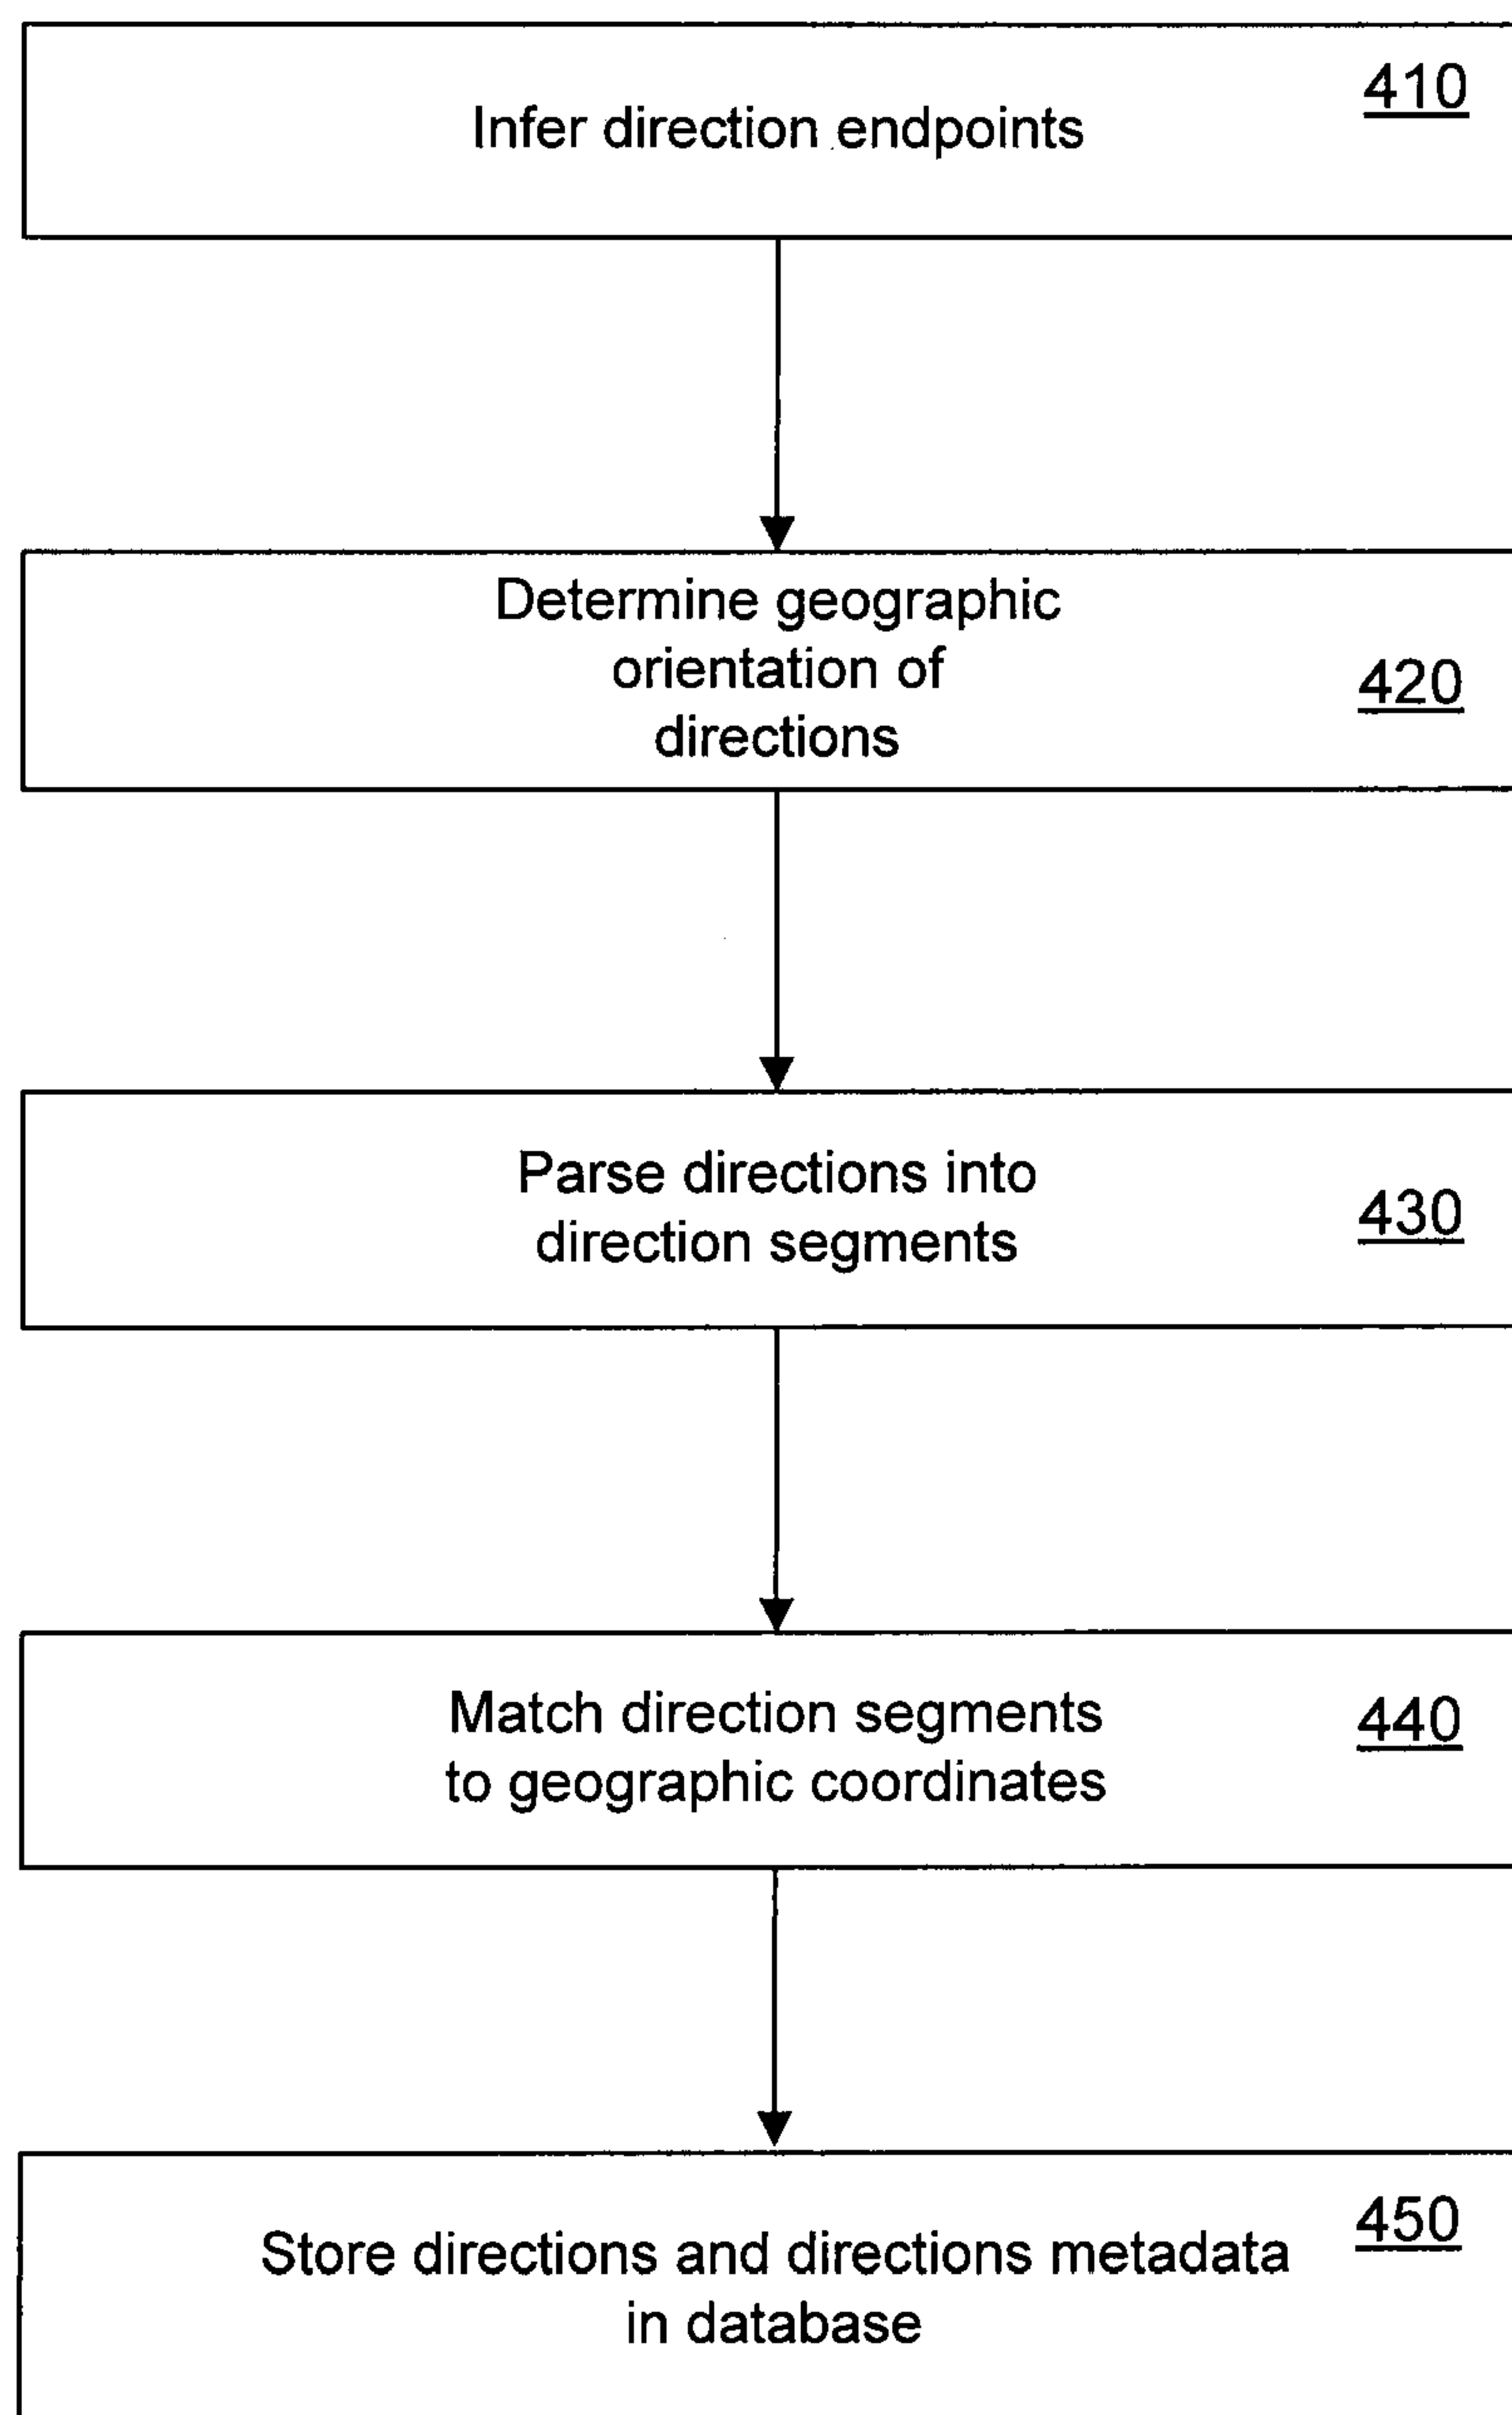 410
Infer direction endpoints
Determine geographic
orientation of
420
directions
Parse directions into
430
direction segments
Match direction segments
440
to geographic coordinates
450
Store directions and directions metadata
in database